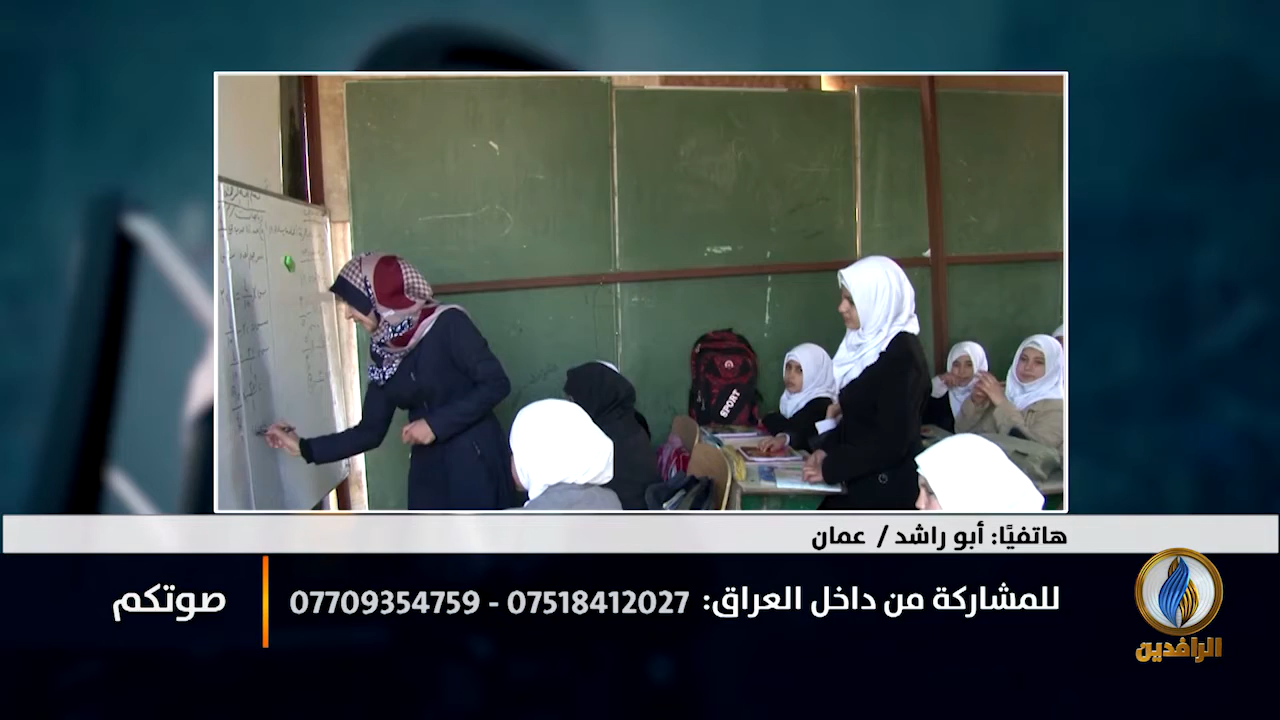 SPORT
هاتفيًا: أبو راشد / عمان
للمشاركة من داخل العراق: 07518412027 - 07709354759
صوتكم
الرافدين